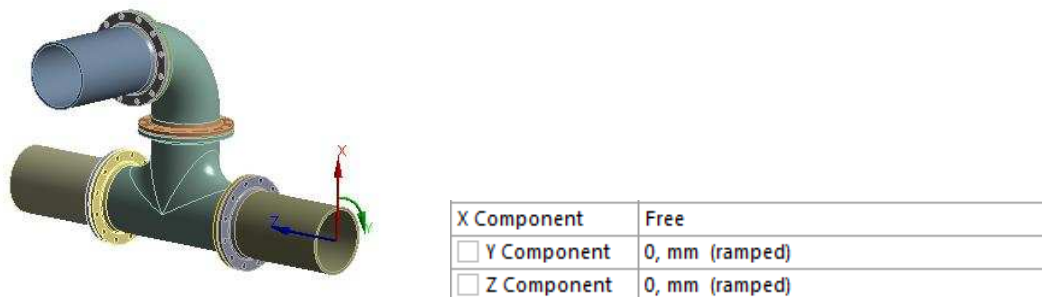 X
Z
Y
X Component Free
Y Component 0, mm (ramped)
Z Component 0, mm (ramped)